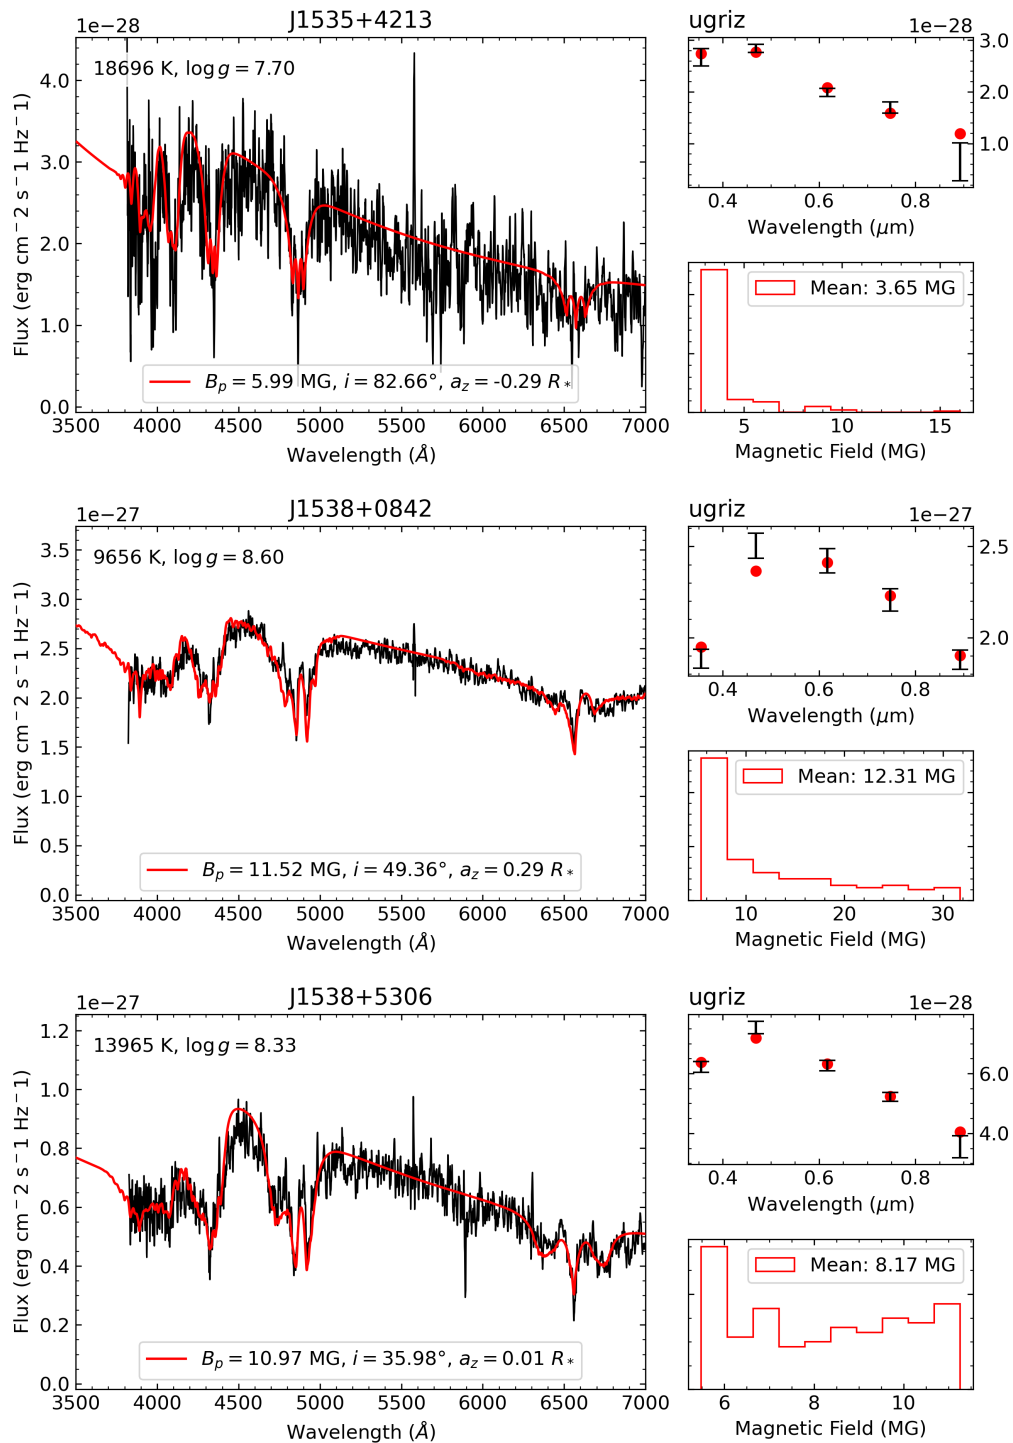 J1535+4213
1e−28
18696 K, log g = 7.70
4.0
3.0
2.0
1.0
0.0
Flux (erg cm−2 s−1 Hz−1)
B_p = 5.99 MG, i = 82.66°, a_z = -0.29 R_*
3500 4000 4500 5000 5500 6000 6500 7000
Wavelength (Å)
ugriz
1e−28
3.0
2.0
1.0
0.4 0.6 0.8
Wavelength (μm)
Mean: 3.65 MG
5 10 15
Magnetic Field (MG)
J1538+0842
1e−27
9656 K, log g = 8.60
3.5
3.0
2.5
2.0
1.5
1.0
0.5
0.0
Flux (erg cm−2 s−1 Hz−1)
B_p = 11.52 MG, i = 49.36°, a_z = 0.29 R_*
3500 4000 4500 5000 5500 6000 6500 7000
Wavelength (Å)
ugriz
1e−27
2.5
2.0
0.4 0.6 0.8
Wavelength (μm)
Mean: 12.31 MG
10 20 30
Magnetic Field (MG)
J1538+5306
1e−27
13965 K, log g = 8.33
1.2
1.0
0.8
0.6
0.4
0.2
0.0
Flux (erg cm−2 s−1 Hz−1)
B_p = 10.97 MG, i = 35.98°, a_z = 0.01 R_*
3500 4000 4500 5000 5500 6000 6500 7000
Wavelength (Å)
ugriz
1e−28
6.0
4.0
0.4 0.6 0.8
Wavelength (μm)
Mean: 8.17 MG
6 8 10
Magnetic Field (MG)